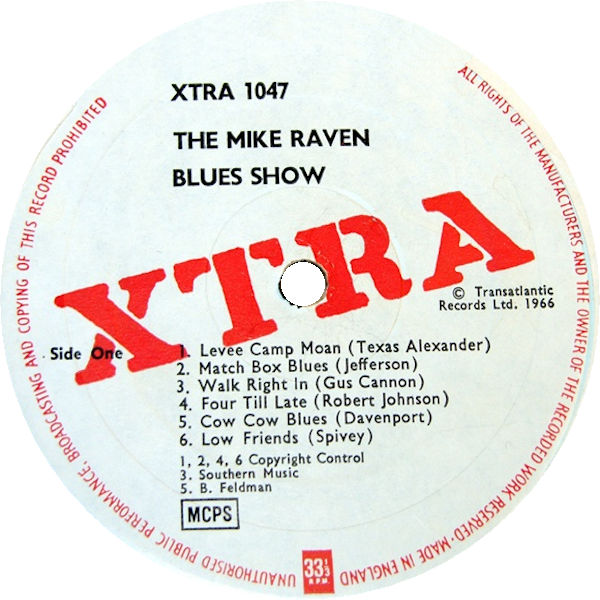 XTRA 1047
THE MIKE RAVEN
BLUES SHOW
XTRA
© Transatlantic
Records Ltd. 1966
Side One
1. Levee Camp Moan (Texas Alexander)
2. Match Box Blues (Jefferson)
3. Walk Right In (Gus Cannon)
4. Four Till Late (Robert Johnson)
5. Cow Cow Blues (Davenport)
6. Low Friends (Spivey)
1, 2, 4, 6 Copyright Control
3. Southern Music
5. B. Feldman
MCPS
33 1/3
R.P.M.
ALL RIGHTS OF THE MANUFACTURERS AND THE OWNER OF THE RECORDED WORK RESERVED · MADE IN ENGLAND
UNAUTHORISED PUBLIC PERFORMANCE, BROADCASTING AND COPYING OF THIS RECORD PROHIBITED